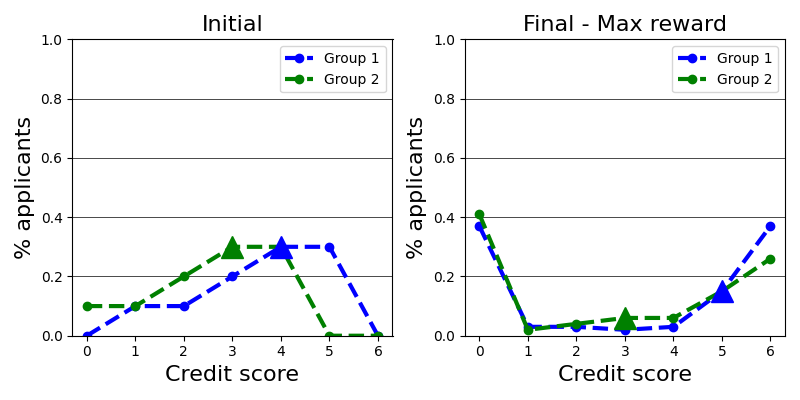 Initial
1.0
0.8
0.6
0.4
0.2
0.0
% applicants
Group 1
Group 2
0 1 2 3 4 5 6
Credit score
Final - Max reward
1.0
0.8
0.6
0.4
0.2
0.0
% applicants
Group 1
Group 2
0 1 2 3 4 5 6
Credit score